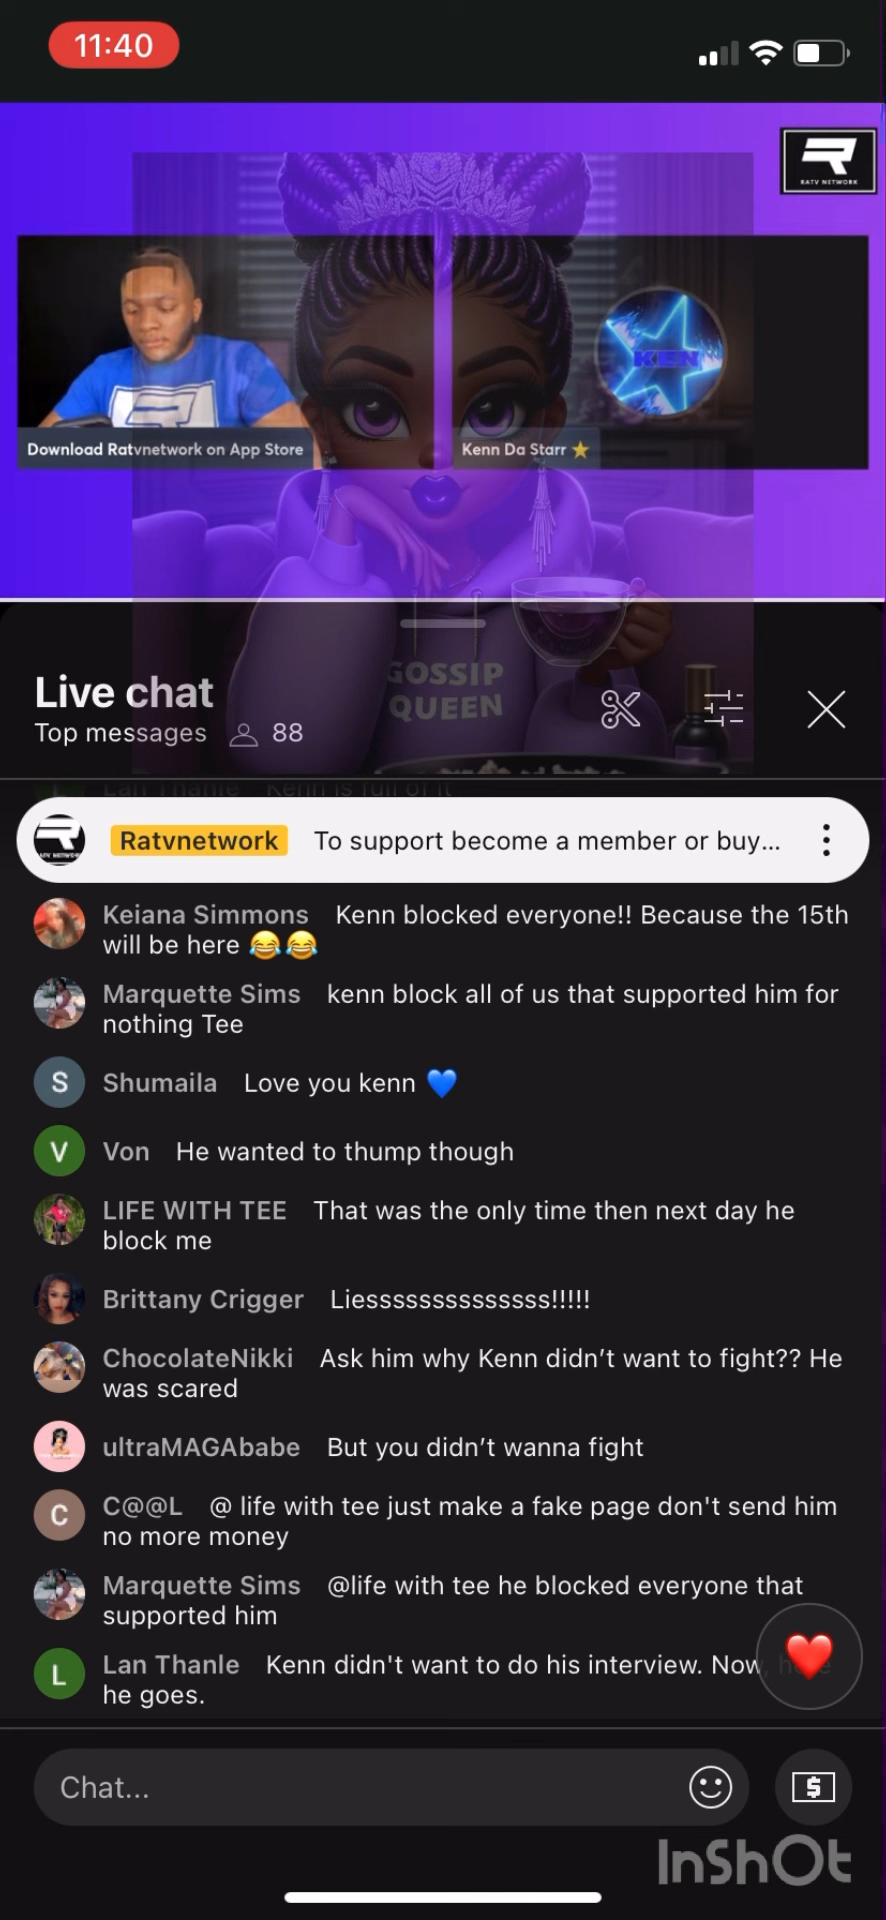 11:40
RATV NETWORK
KEN
Download Ratvnetwork on App Store
Kenn Da Starr ⭐
GOSSIP
QUEEN
Live chat
Top messages 88
Lan Thanle Kenn is full of it
Ratvnetwork To support become a member or buy...
Keiana Simmons Kenn blocked everyone!! Because the 15th
will be here 😂😂
Marquette Sims kenn block all of us that supported him for
nothing Tee
S Shumaila Love you kenn 💙
V Von He wanted to thump though
LIFE WITH TEE That was the only time then next day he
block me
Brittany Crigger Liessssssssssssss!!!!!
ChocolateNikki Ask him why Kenn didn’t want to fight?? He
was scared
ultraMAGAbabe But you didn’t wanna fight
C C@@L @ life with tee just make a fake page don't send him
no more money
Marquette Sims @life with tee he blocked everyone that
supported him
L Lan Thanle Kenn didn't want to do his interview. Now, here
he goes.
Chat...
InShOt